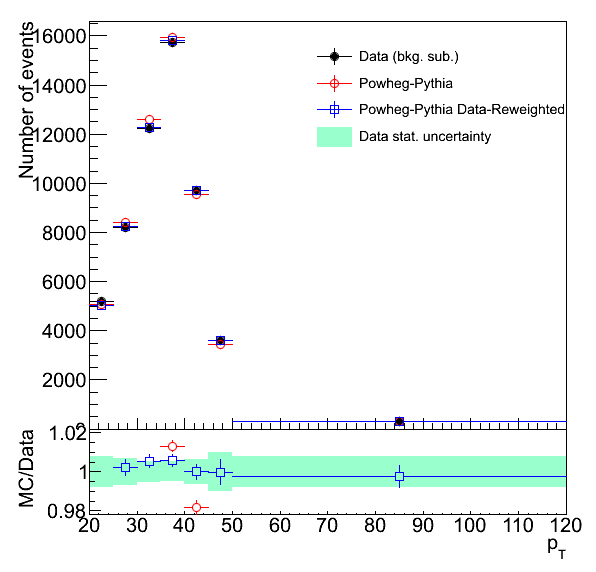 Number of events
16000
14000
12000
10000
8000
6000
4000
2000
Data (bkg. sub.)
Powheg-Pythia
Powheg-Pythia Data-Reweighted
Data stat. uncertainty
MC/Data
1.02
1
0.98
20 30 40 50 60 70 80 90 100 110 120
p_T